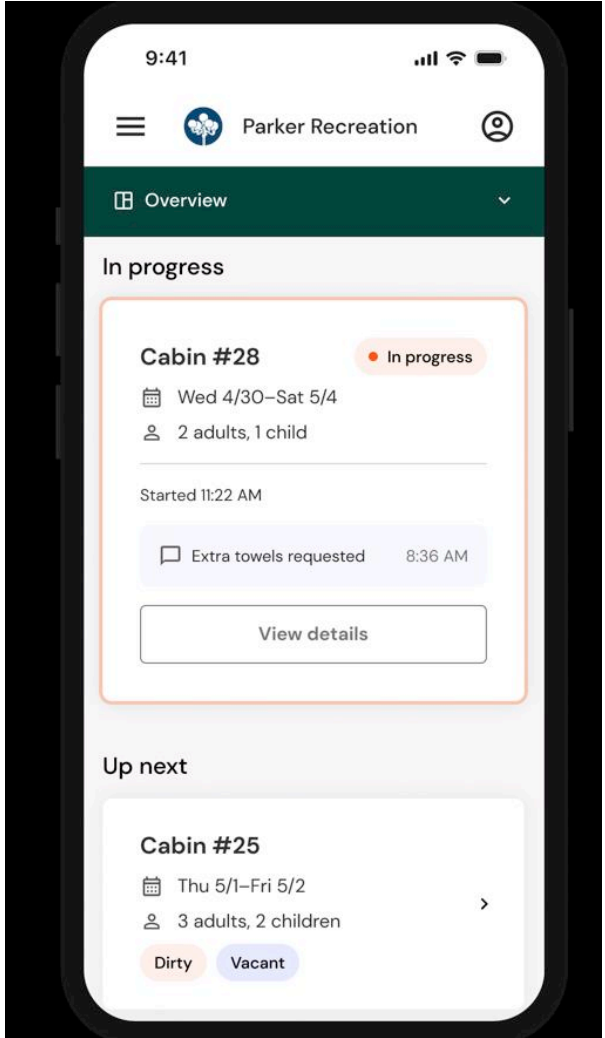 9:41
Parker Recreation
Overview
In progress
Cabin #28
In progress
Wed 4/30–Sat 5/4
2 adults, 1 child
Started 11:22 AM
Extra towels requested 8:36 AM
View details
Up next
Cabin #25
Thu 5/1–Fri 5/2
3 adults, 2 children
Dirty Vacant